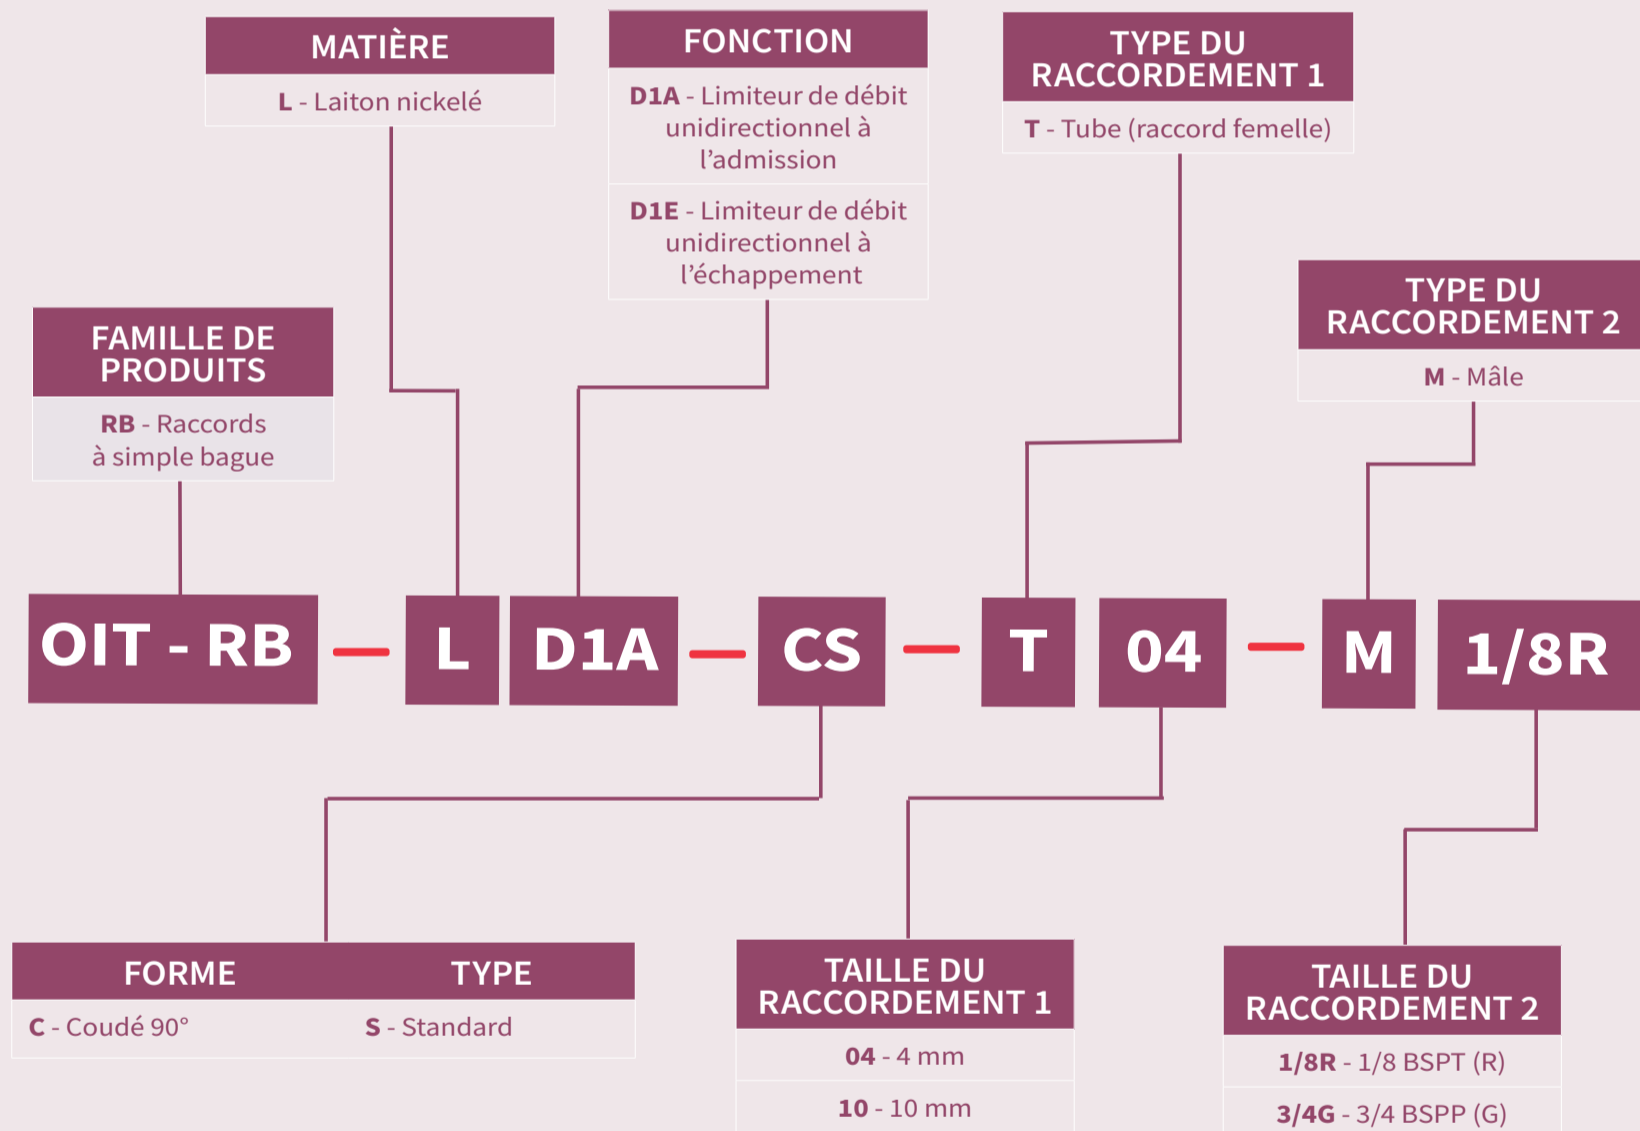 MATIÈRE
L - Laiton nickelé
FONCTION
D1A - Limiteur de débit
unidirectionnel à
l’admission
D1E - Limiteur de débit
unidirectionnel à
l’échappement
TYPE DU
RACCORDEMENT 1
T - Tube (raccord femelle)
TYPE DU
RACCORDEMENT 2
M - Mâle
FAMILLE DE
PRODUITS
RB - Raccords
à simple bague
OIT - RB — L D1A — CS — T 04 — M 1/8R
FORME TYPE
C - Coudé 90° S - Standard
TAILLE DU
RACCORDEMENT 1
04 - 4 mm
10 - 10 mm
TAILLE DU
RACCORDEMENT 2
1/8R - 1/8 BSPT (R)
3/4G - 3/4 BSPP (G)